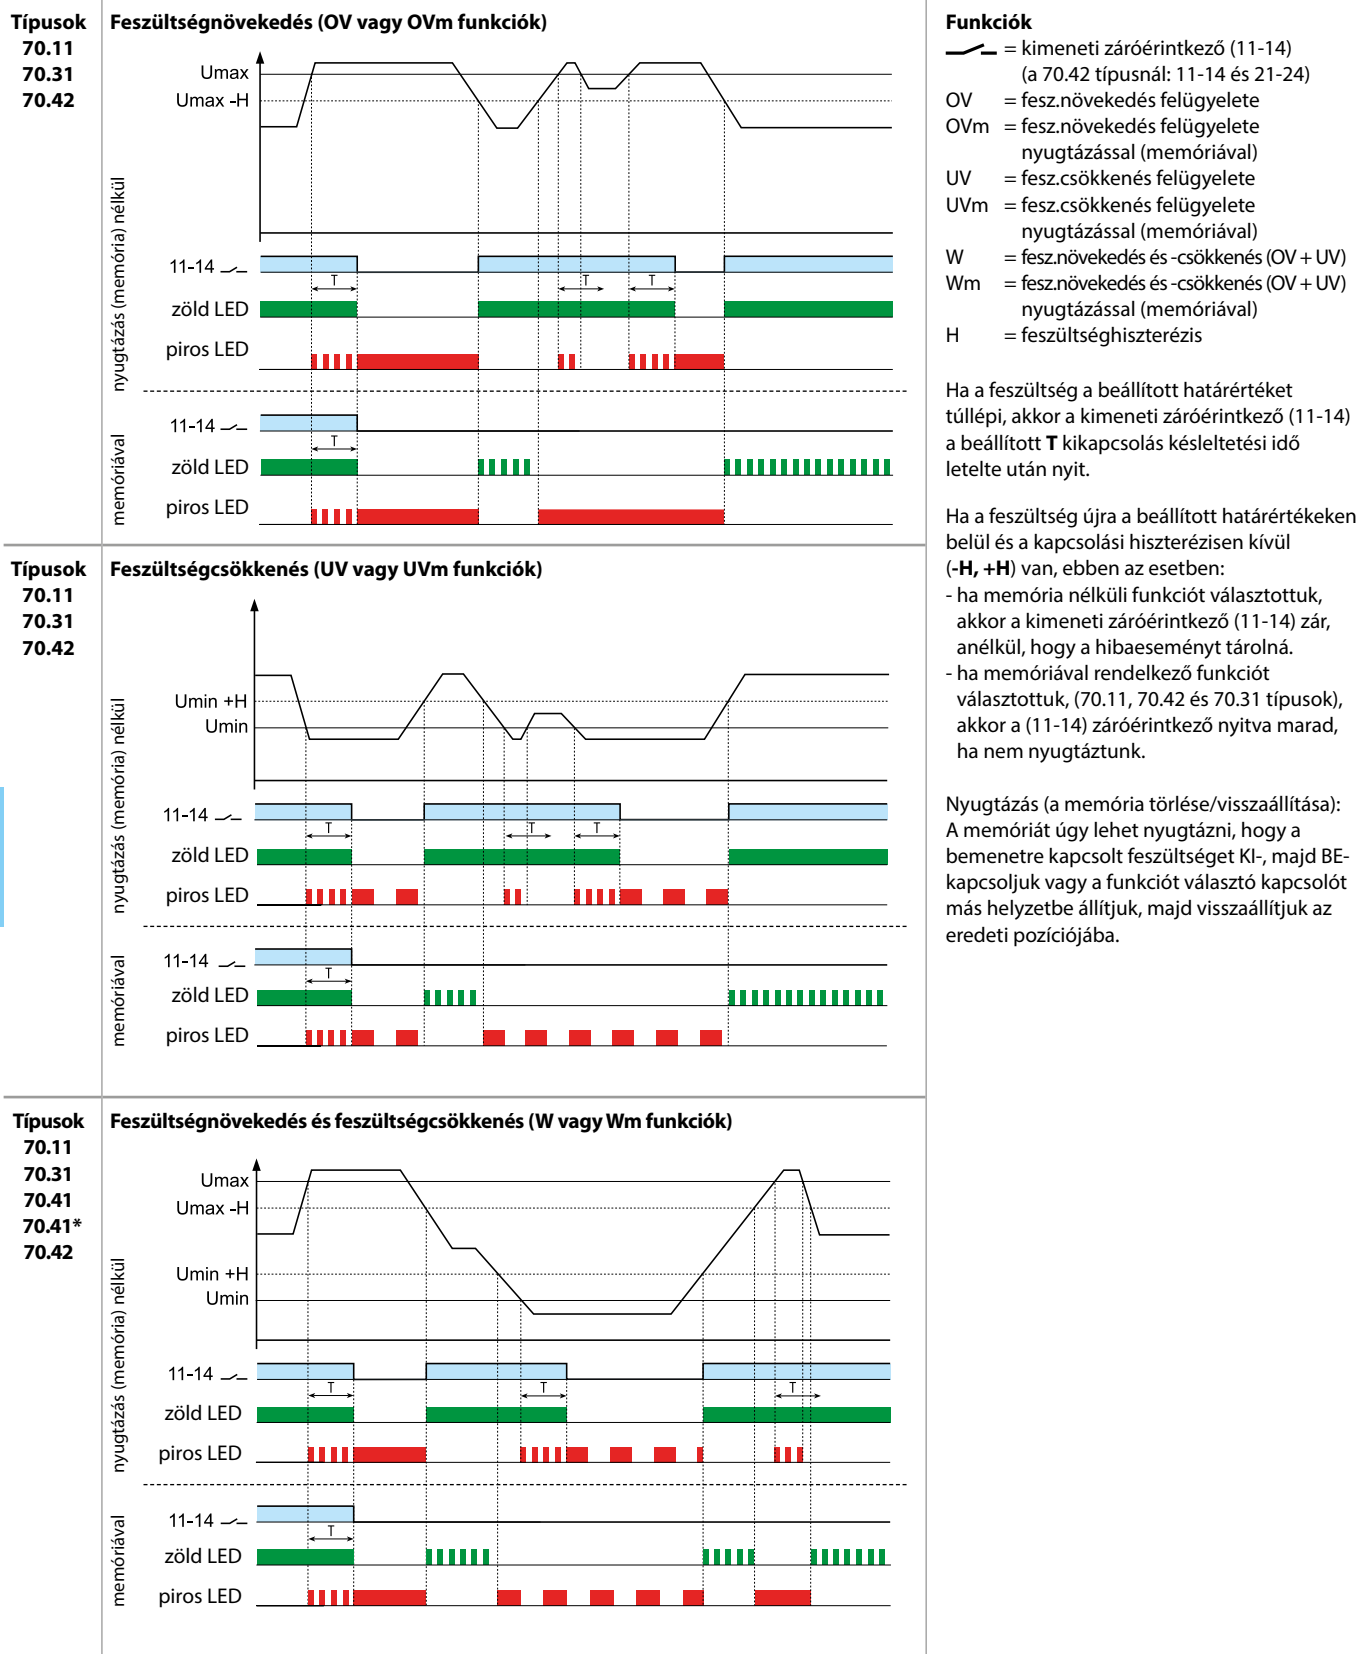 Típusok
70.11
70.31
70.42
Feszültségnövekedés (OV vagy OVm funkciók)
Umax
Umax -H
nyugtázás (memória) nélkül
11-14
T
T
T
zöld LED
piros LED
memóriával
11-14
T
zöld LED
piros LED
Típusok
70.11
70.31
70.42
Feszültségcsökkenés (UV vagy UVm funkciók)
Umin +H
Umin
nyugtázás (memória) nélkül
11-14
T
T
T
zöld LED
piros LED
memóriával
11-14
T
zöld LED
piros LED
Típusok
70.11
70.31
70.41
70.41*
70.42
Feszültségnövekedés és feszültségcsökkenés (W vagy Wm funkciók)
Umax
Umax -H
Umin +H
Umin
nyugtázás (memória) nélkül
11-14
T
T
T
zöld LED
piros LED
memóriával
11-14
T
zöld LED
piros LED
Funkciók
= kimeneti záróérintkező (11-14)
(a 70.42 típusnál: 11-14 és 21-24)
OV = fesz.növekedés felügyelete
OVm = fesz.növekedés felügyelete
nyugtázással (memóriával)
UV = fesz.csökkenés felügyelete
UVm = fesz.csökkenés felügyelete
nyugtázással (memóriával)
W = fesz.növekedés és -csökkenés (OV + UV)
Wm = fesz.növekedés és -csökkenés (OV + UV)
nyugtázással (memóriával)
H = feszültséghiszterézis
Ha a feszültség a beállított határértéket
túllépi, akkor a kimeneti záróérintkező (11-14)
a beállított T kikapcsolás késleltetési idő
letelte után nyit.
Ha a feszültség újra a beállított határértékeken
belül és a kapcsolási hiszterézisen kívül
(-H, +H) van, ebben az esetben:
- ha memória nélküli funkciót választottuk,
akkor a kimeneti záróérintkező (11-14) zár,
anélkül, hogy a hibaeseményt tárolná.
- ha memóriával rendelkező funkciót
választottuk, (70.11, 70.42 és 70.31 típusok),
akkor a (11-14) záróérintkező nyitva marad,
ha nem nyugtáztunk.
Nyugtázás (a memória törlése/visszaállítása):
A memóriát úgy lehet nyugtázni, hogy a
bemenetre kapcsolt feszültséget KI-, majd BE-
kapcsoljuk vagy a funkciót választó kapcsolót
más helyzetbe állítjuk, majd visszaállítjuk az
eredeti pozíciójába.